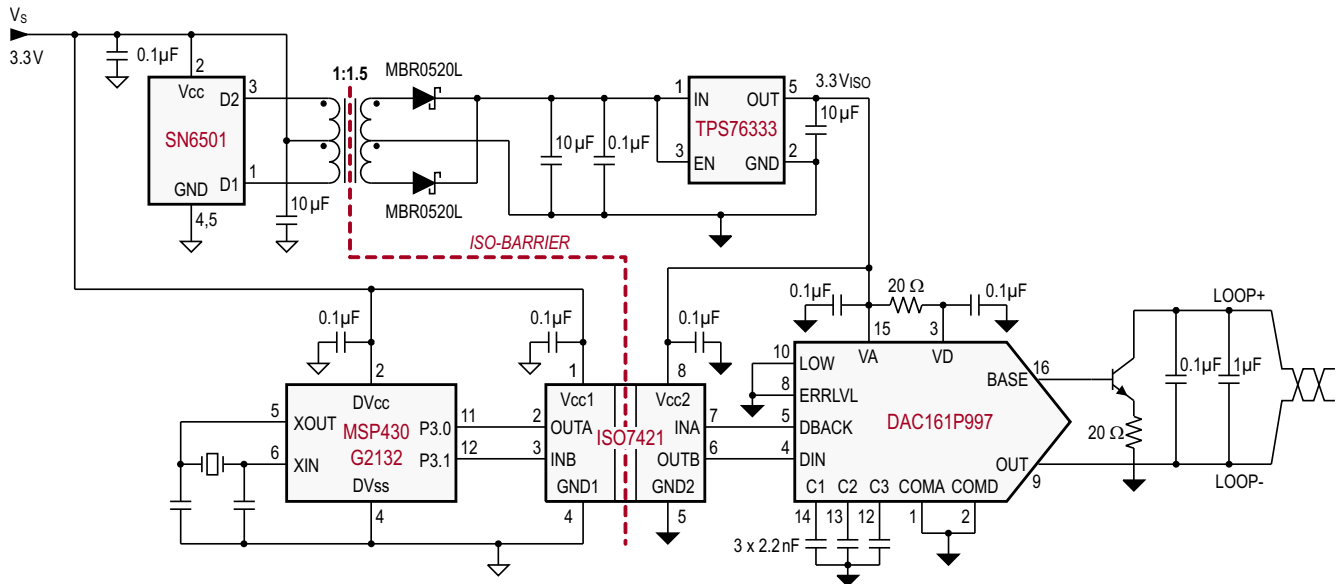 VS
3.3V
0.1µF
2
Vcc
3
D2
SN6501
1
D1
GND
4,5
10µF
1:1.5
MBR0520L
MBR0520L
10µF
0.1µF
1
IN
OUT
5
3.3VISO
TPS76333
10µF
3
EN
GND
2
ISO-BARRIER
0.1µF
2
DVcc
5
XOUT
MSP430
G2132
P3.0
11
6
XIN
P3.1
12
DVss
4
0.1µF
1
Vcc1
2
OUTA
3
INB
GND1
4
ISO7421
0.1µF
8
Vcc2
INA
7
OUTB
6
GND2
5
0.1µF
20 Ω
0.1µF
15
3
VA
VD
10
LOW
8
ERRLVL
5
DBACK
4
DIN
DAC161P997
BASE
16
OUT
9
C1
C2
C3
COMA
COMD
14
13
12
1
2
3 x 2.2nF
20 Ω
0.1µF
1µF
LOOP+
LOOP-